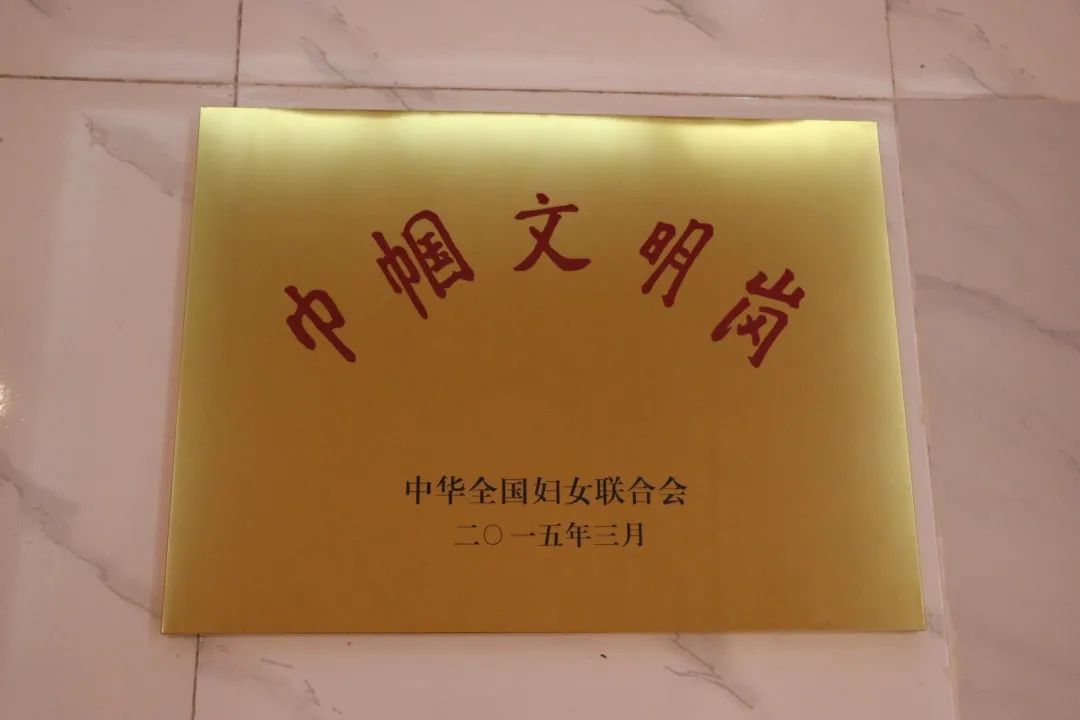 巾帼文明岗
中华全国妇女联合会
二〇一五年三月